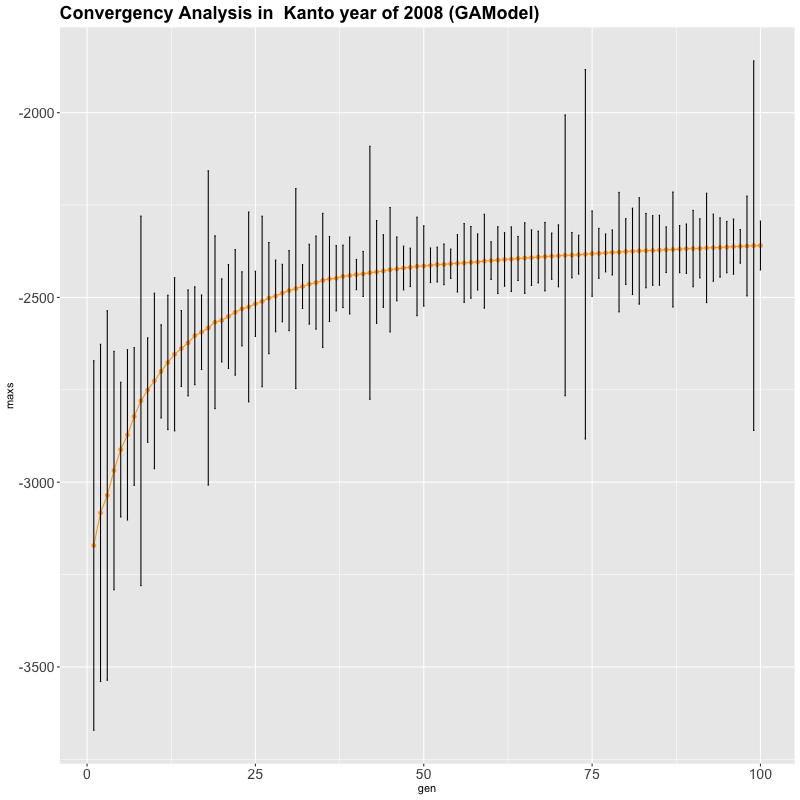 Convergency Analysis in  Kanto year of 2008 (GAModel)
-2000
-2500
-3000
-3500
maxs
0 25 50 75 100
gen